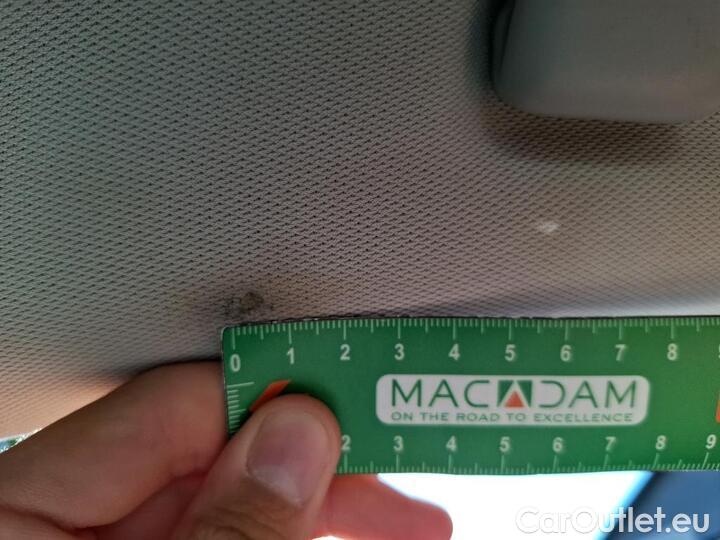 0 1 2 3 4 5 6 7 8
MACADAM
ON THE ROAD TO EXCELLENCE
2 3 4 5 6 7 8 9
CarOutlet.eu